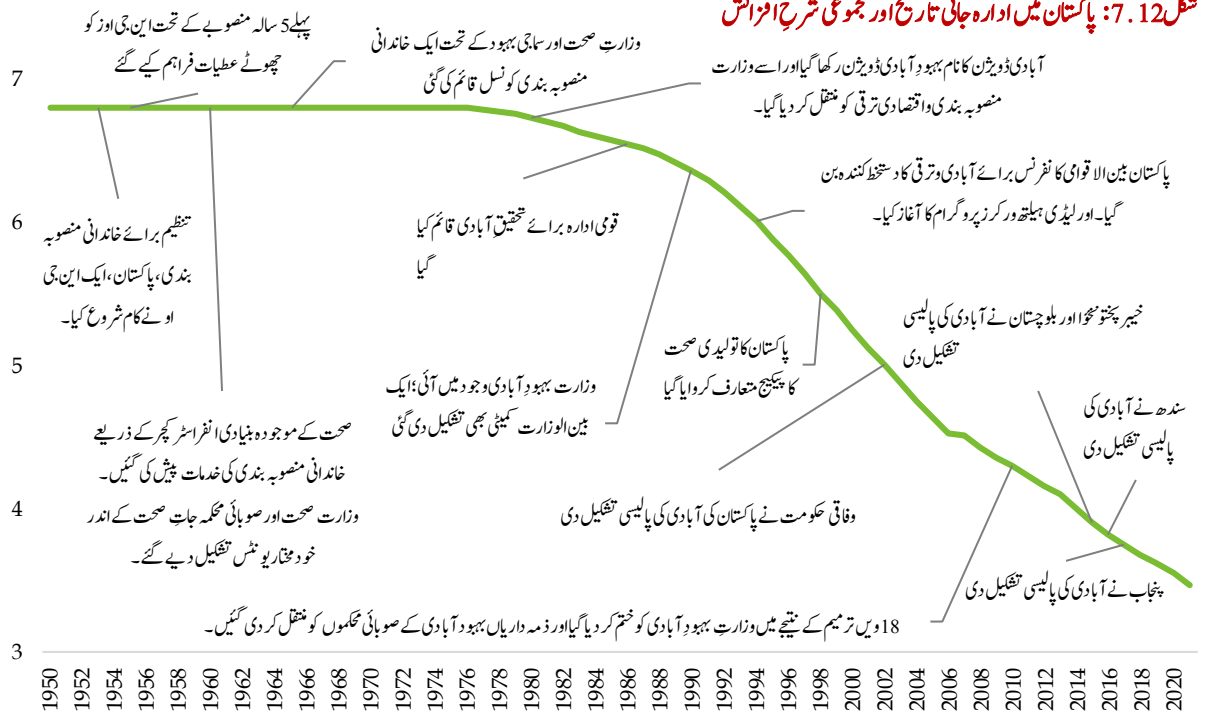 شکل 7.12: پاکستان میں ادارہ جاتی تاریخ اور مجموعی شرحِ افزائش
پہلے 5 سالہ منصوبے کے تحت این جی اوز کو
چھوٹے عطیات فراہم کیے گئے
وزارتِ صحت اور سماجی بہبود کے تحت ایک خاندانی
منصوبہ بندی کونسل قائم کی گئی
آبادی ڈویژن کا نام بہبودِ آبادی ڈویژن رکھا گیا اور اسے وزارت
منصوبہ بندی و اقتصادی ترقی کو منتقل کر دیا گیا۔
پاکستان بین الاقوامی کانفرنس برائے آبادی و ترقی کا دستخط کنندہ بن
گیا۔ اور لیڈی ہیلتھ ورکرز پروگرام کا آغاز کیا۔
تنظیم برائے خاندانی منصوبہ
بندی، پاکستان، ایک این جی
او نے کام شروع کیا۔
قومی ادارہ برائے تحقیقِ آبادی قائم کیا
گیا
پاکستان کا تولیدی صحت
کا پیکیج متعارف کروایا گیا
خیبر پختونخوا اور بلوچستان نے آبادی کی پالیسی
تشکیل دی
سندھ نے آبادی کی
پالیسی تشکیل دی
وزارت بہبودِ آبادی وجود میں آئی؛ ایک
بین الوزارت کمیٹی بھی تشکیل دی گئی
صحت کے موجودہ بنیادی انفراسٹرکچر کے ذریعے
خاندانی منصوبہ بندی کی خدمات پیش کی گئیں۔
وزارت صحت اور صوبائی محکمہ جاتِ صحت کے اندر
خود مختار یونٹس تشکیل دیے گئے۔
وفاقی حکومت نے پاکستان کی آبادی کی پالیسی تشکیل دی
پنجاب نے آبادی کی پالیسی تشکیل دی
18 ویں ترمیم کے نتیجے میں وزارتِ بہبودِ آبادی کو ختم کر دیا گیا اور ذمہ داریاں بہبود آبادی کے صوبائی محکموں کو منتقل کر دی گئیں۔
7
6
5
4
3
1950 1952 1954 1956 1958 1960 1962 1964 1966 1968 1970 1972 1974 1976 1978 1980 1982 1984 1986 1988 1990 1992 1994 1996 1998 2000 2002 2004 2006 2008 2010 2012 2014 2016 2018 2020